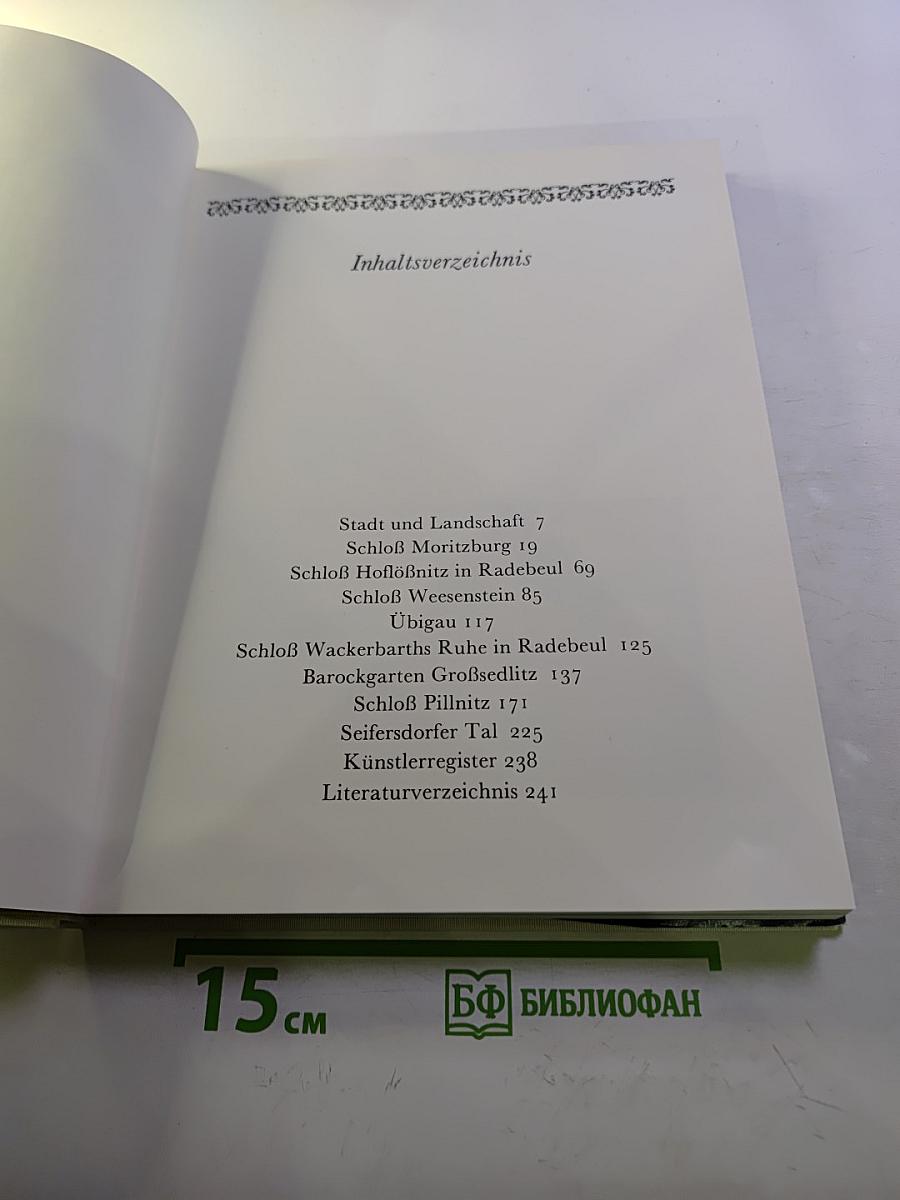 Inhaltsverzeichnis
Stadt und Landschaft 7
Schloß Moritzburg 19
Schloß Hoflößnitz in Radebeul 69
Schloß Weesenstein 85
Übigau 117
Schloß Wackerbarths Ruhe in Radebeul 125
Barockgarten Großsedlitz 137
Schloß Pillnitz 171
Seifersdorfer Tal 225
Künstlerregister 238
Literaturverzeichnis 241
15 см
БФ БИБЛИОФАН